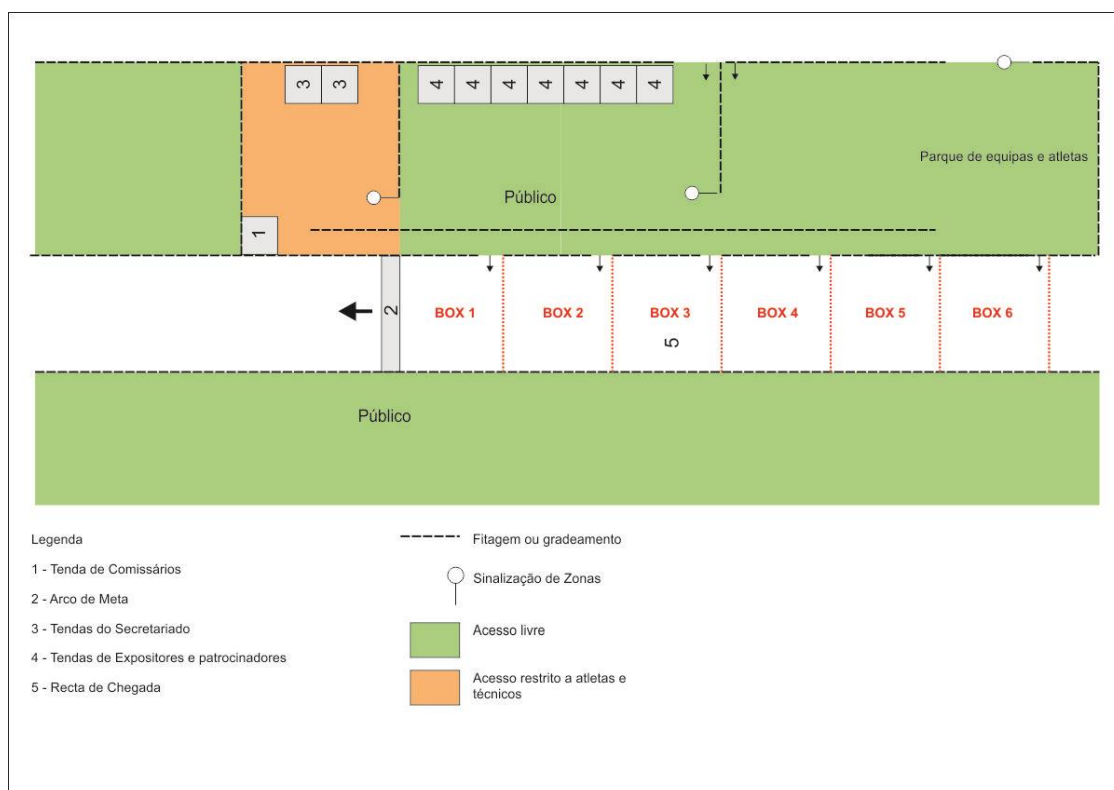 3 3 4 4 4 4 4 4 4
Parque de equipas e atletas
Público
1
2
BOX 1 BOX 2 BOX 3 BOX 4 BOX 5 BOX 6
5
Público
Legenda
1 - Tenda de Comissários
2 - Arco de Meta
3 - Tendas do Secretariado
4 - Tendas de Expositores e patrocinadores
5 - Recta de Chegada
Fitagem ou gradeamento
Sinalização de Zonas
Acesso livre
Acesso restrito a atletas e
técnicos